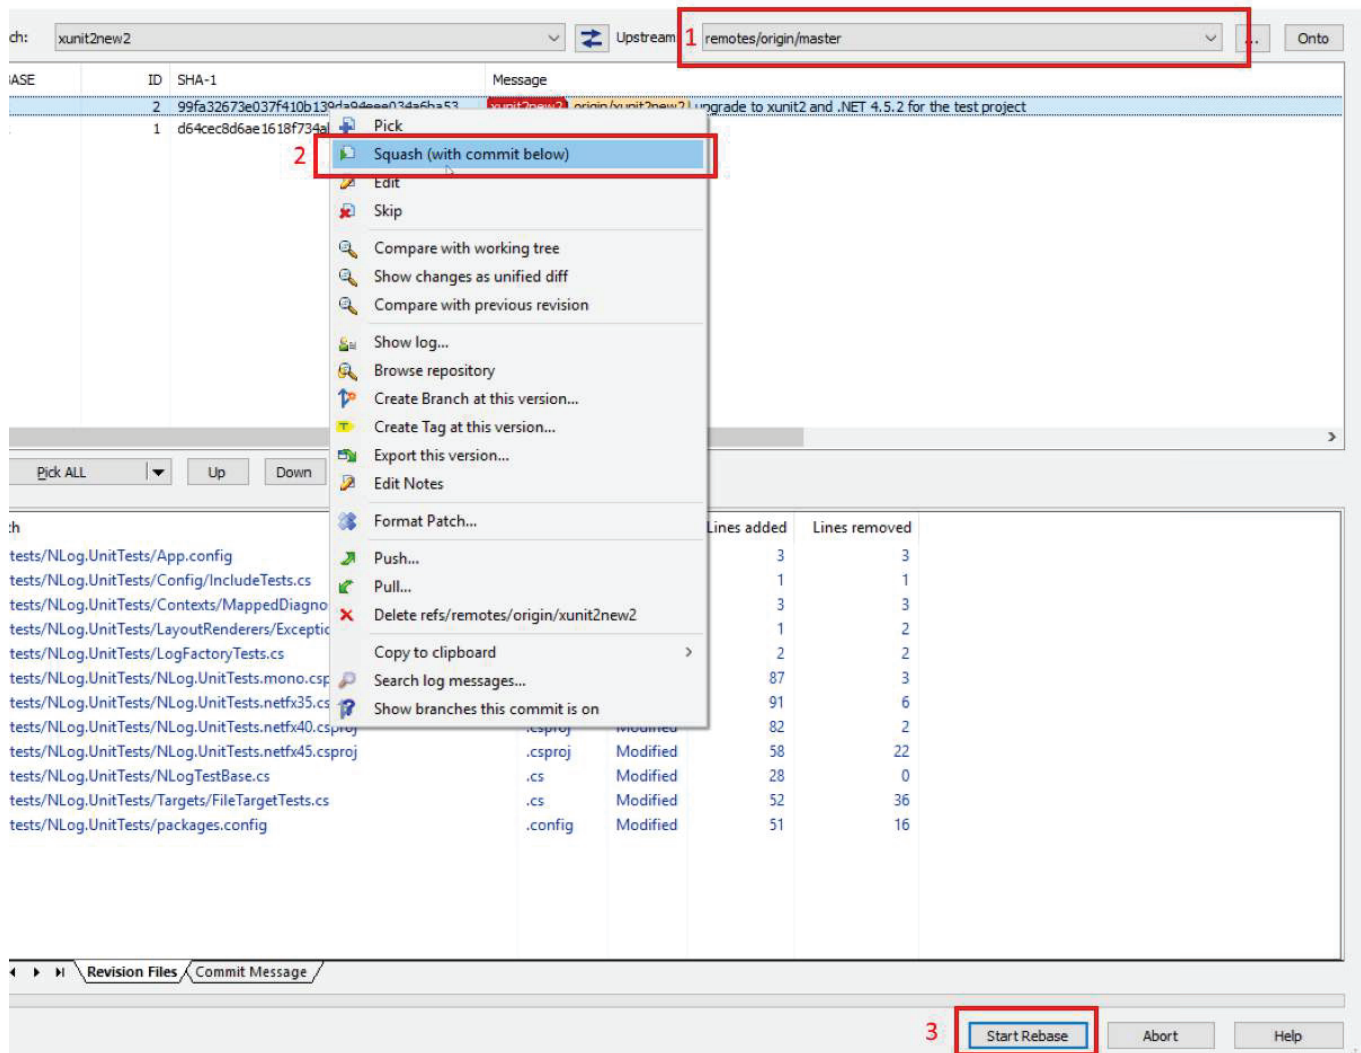 ch: xunit2new2 Upstream 1 remotes/origin/master ... Onto
ASE ID SHA-1 Message
2 99fa32673e037f410b139da94eee034a6ba53 xunit2new2 origin/xunit2new2 upgrade to xunit2 and .NET 4.5.2 for the test project
1 d64cec8d6ae1618f734a
Pick
2 Squash (with commit below)
Edit
Skip
Compare with working tree
Show changes as unified diff
Compare with previous revision
Show log...
Browse repository
Create Branch at this version...
Create Tag at this version...
Export this version...
Edit Notes
Format Patch...
Push...
Pull...
Delete refs/remotes/origin/xunit2new2
Copy to clipboard
Search log messages...
Show branches this commit is on
Pick ALL Up Down
th Lines added Lines removed
tests/NLog.UnitTests/App.config 3 3
tests/NLog.UnitTests/Config/IncludeTests.cs 1 1
tests/NLog.UnitTests/Contexts/MappedDiagno 3 3
tests/NLog.UnitTests/LayoutRenderers/Exceptic 1 2
tests/NLog.UnitTests/LogFactoryTests.cs 2 2
tests/NLog.UnitTests/NLog.UnitTests.mono.csp 87 3
tests/NLog.UnitTests/NLog.UnitTests.netfx35.cs 91 6
tests/NLog.UnitTests/NLog.UnitTests.netfx40.csproj .csproj Modified 82 2
tests/NLog.UnitTests/NLog.UnitTests.netfx45.csproj .csproj Modified 58 22
tests/NLog.UnitTests/NLogTestBase.cs .cs Modified 28 0
tests/NLog.UnitTests/Targets/FileTargetTests.cs .cs Modified 52 36
tests/NLog.UnitTests/packages.config .config Modified 51 16
Revision Files Commit Message
3 Start Rebase Abort Help